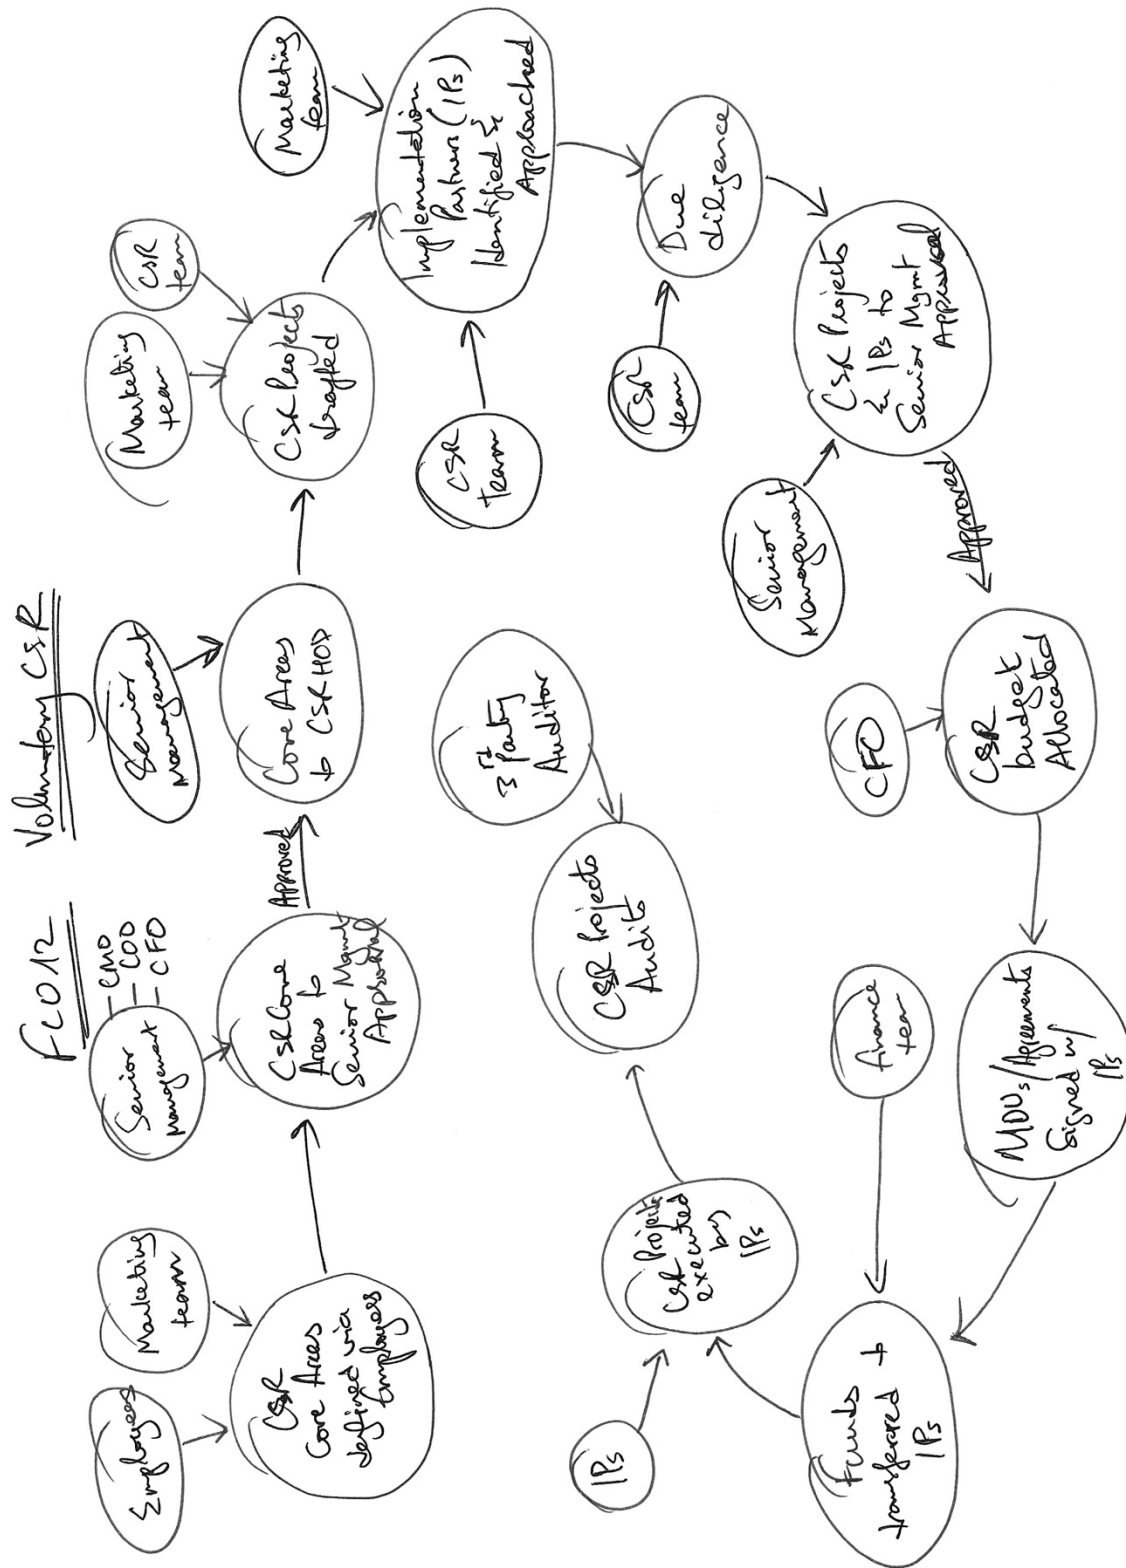 FC012
Voluntary CSR
Employees
Marketing
team
Senior
Management
- CMO
- COO
- CFO
Senior
Management
Marketing
team
CSR
team
Marketing
team
CSR
Core Areas
defined via
Employees
CSR Core
Areas to
Senior Mgmt
Approval
Approved
Core Areas
to CSR HOD
CSR Projects
drafted
Implementation
Partners (IPs)
Identified &
Approached
CSR
team
3rd Party
Auditor
CSR Projects
Audits
CSR
team
Due
diligence
IPs
CSR Projects
executed
by
IPs
Senior
Management
CSR Projects
& IPs to
Senior Mgmt
Approval
Approved
Finance
team
CFO
Funds
transferred to
IPs
MOUs/Agreements
Signed w/
IPs
CSR
budget
Allocated